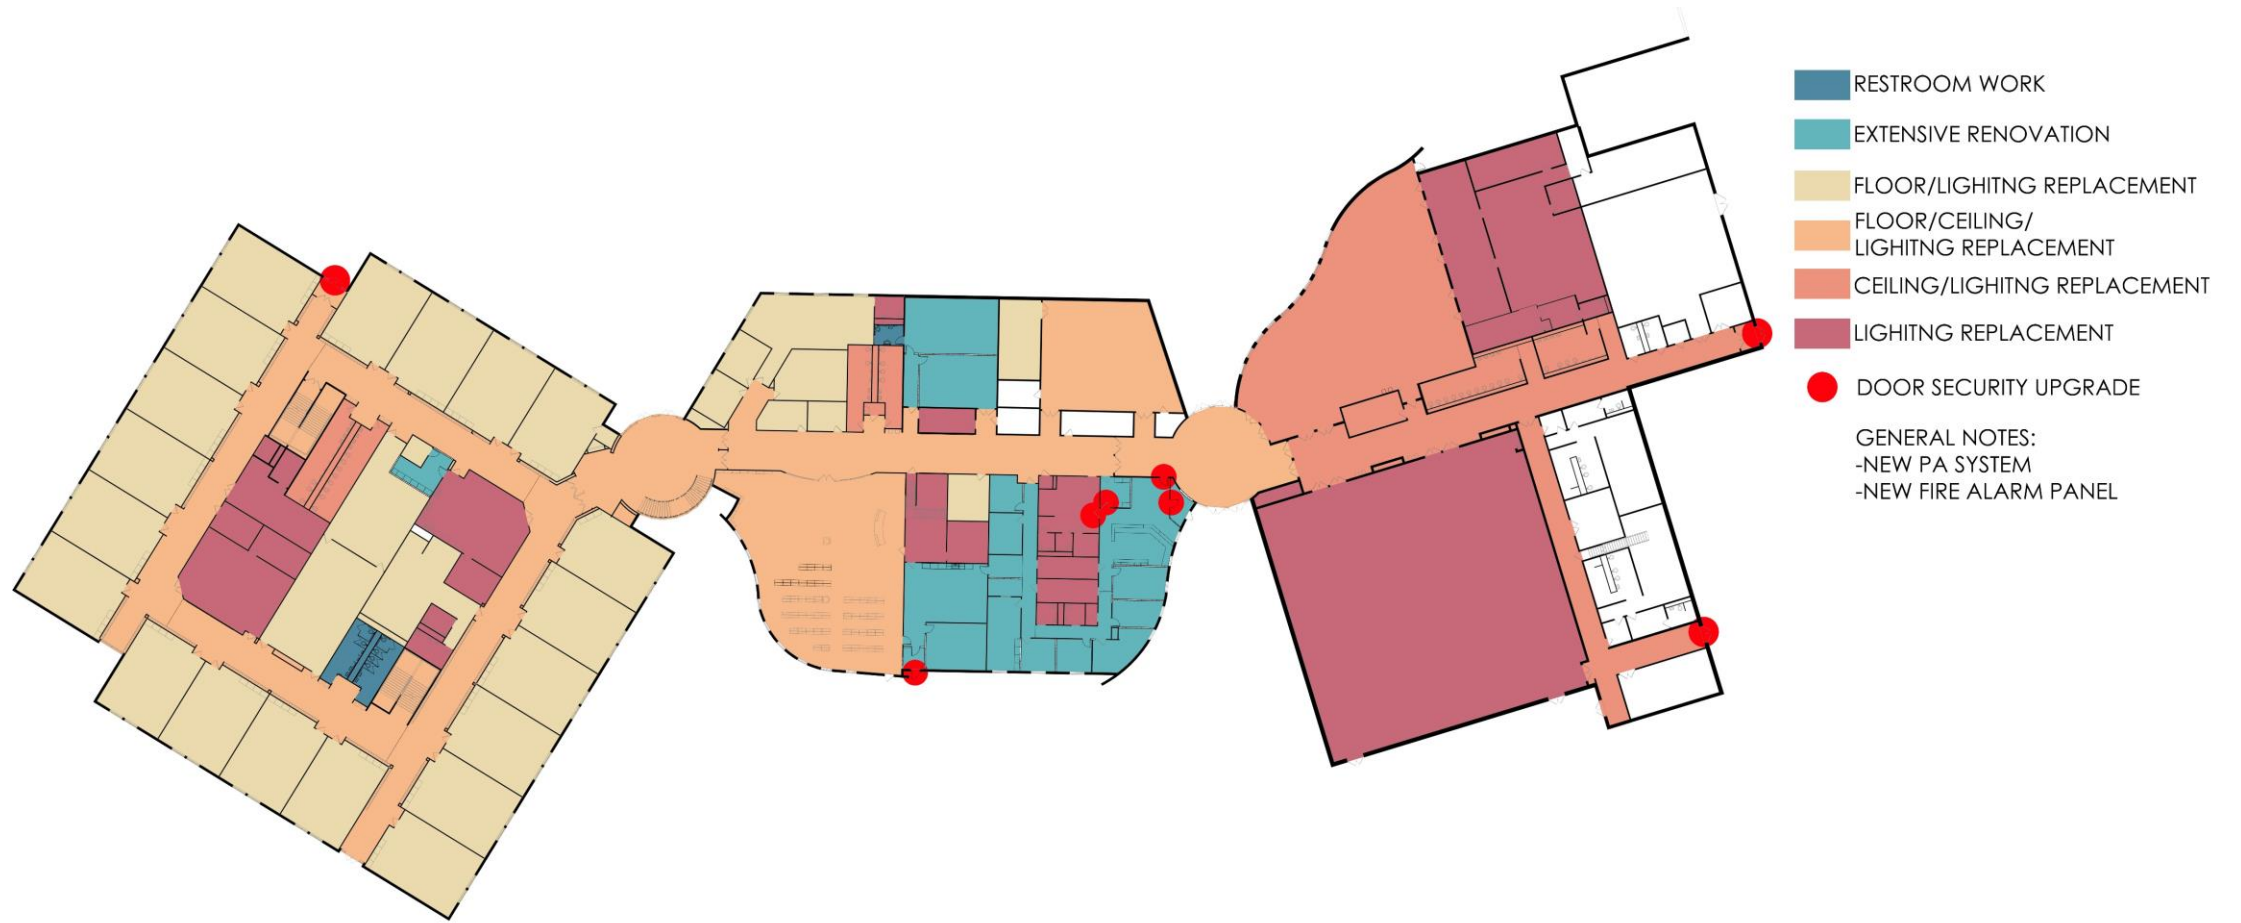 RESTROOM WORK
EXTENSIVE RENOVATION
FLOOR/LIGHITNG REPLACEMENT
FLOOR/CEILING/
LIGHITNG REPLACEMENT
CEILING/LIGHITNG REPLACEMENT
LIGHITNG REPLACEMENT
DOOR SECURITY UPGRADE
GENERAL NOTES:
-NEW PA SYSTEM
-NEW FIRE ALARM PANEL